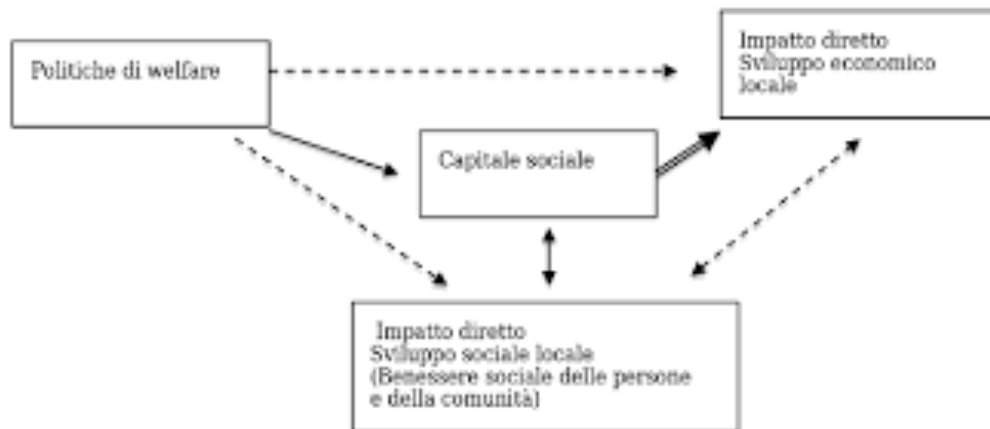 Politiche di welfare
Impatto diretto
Sviluppo economico
locale
Capitale sociale
Impatto diretto
Sviluppo sociale locale
(Benessere sociale delle persone
e della comunità)